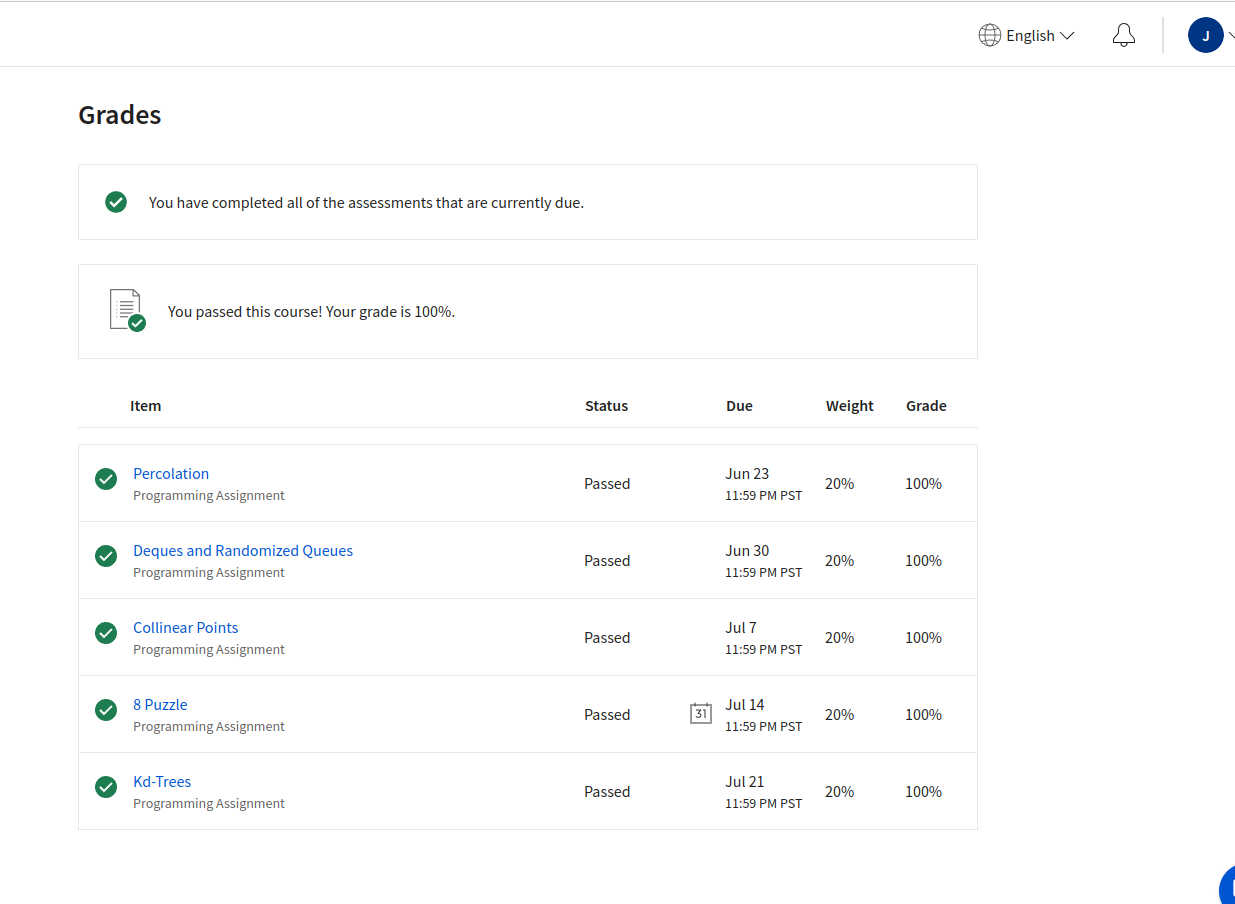 English
J
Grades
You have completed all of the assessments that are currently due.
You passed this course! Your grade is 100%.
Item Status Due Weight Grade
Percolation
Programming Assignment
Passed
Jun 23
11:59 PM PST
20%
100%
Deques and Randomized Queues
Programming Assignment
Passed
Jun 30
11:59 PM PST
20%
100%
Collinear Points
Programming Assignment
Passed
Jul 7
11:59 PM PST
20%
100%
8 Puzzle
Programming Assignment
Passed
31
Jul 14
11:59 PM PST
20%
100%
Kd-Trees
Programming Assignment
Passed
Jul 21
11:59 PM PST
20%
100%